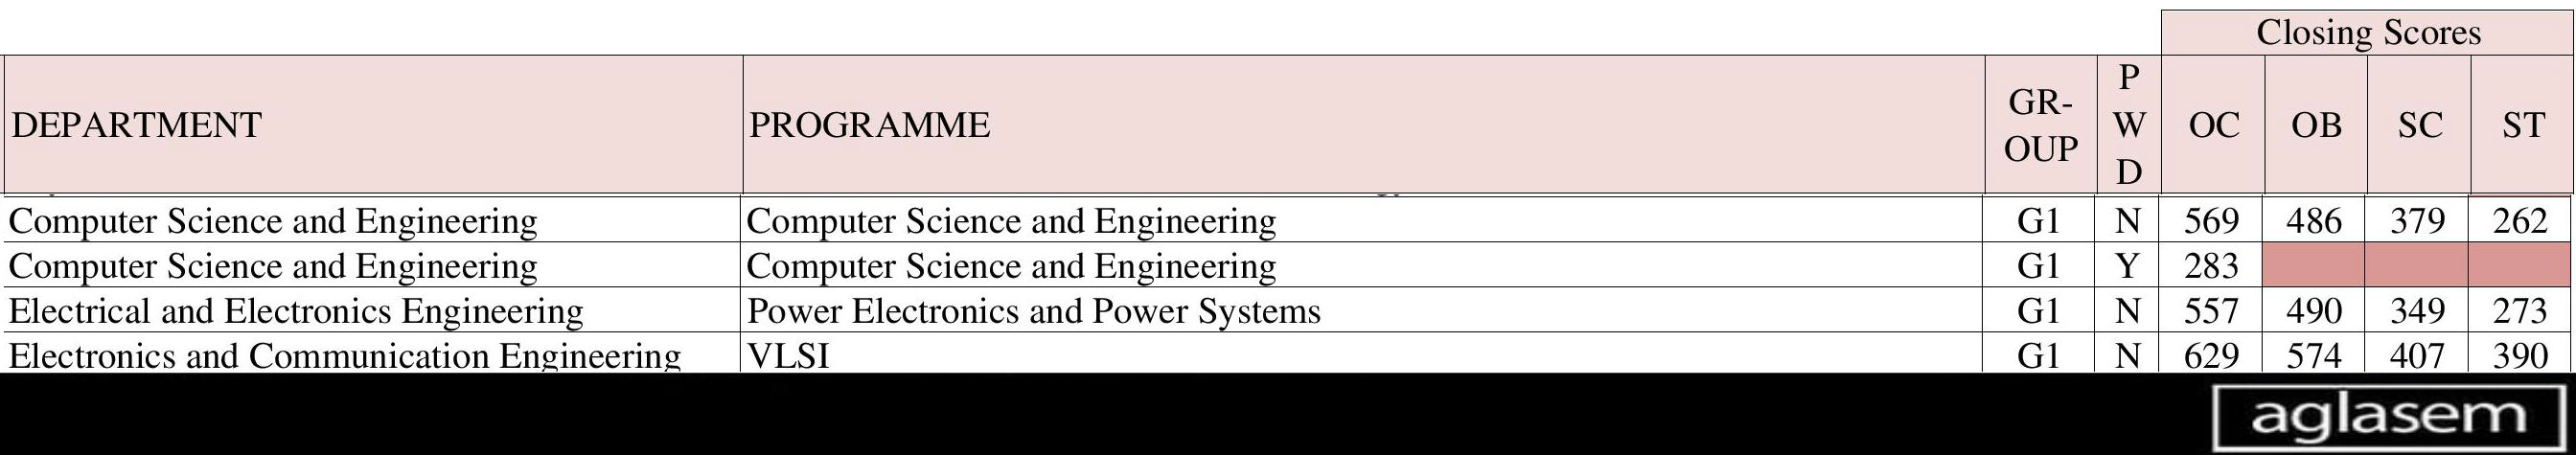 Closing Scores
DEPARTMENT PROGRAMME GR-OUP PWD OC OB SC ST
Computer Science and Engineering Computer Science and Engineering G1 N 569 486 379 262
Computer Science and Engineering Computer Science and Engineering G1 Y 283
Electrical and Electronics Engineering Power Electronics and Power Systems G1 N 557 490 349 273
Electronics and Communication Engineering VLSI G1 N 629 574 407 390
aglasem